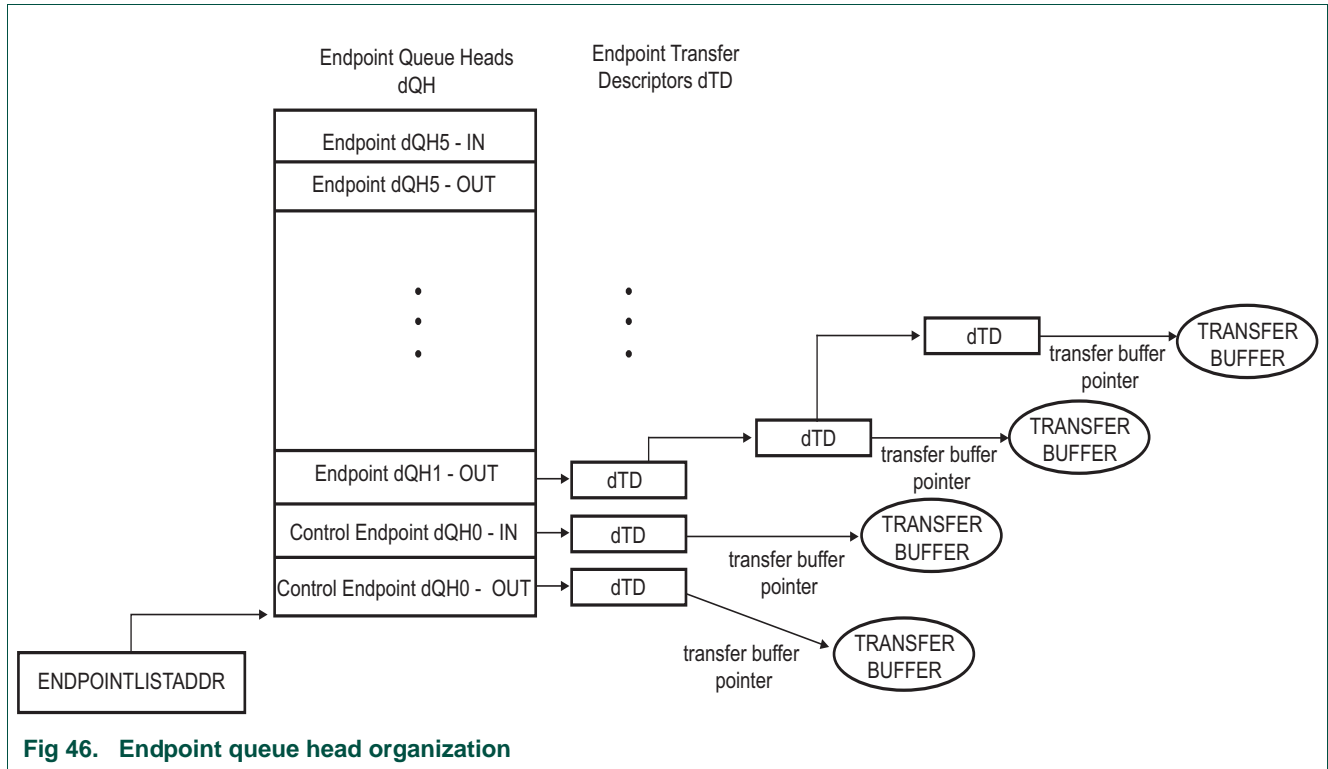 Endpoint Queue Heads
dQH
Endpoint Transfer
Descriptors dTD
Endpoint dQH5 - IN
Endpoint dQH5 - OUT
dTD
transfer buffer
pointer
TRANSFER
BUFFER
dTD
transfer buffer
pointer
TRANSFER
BUFFER
Endpoint dQH1 - OUT
dTD
Control Endpoint dQH0 - IN
dTD
transfer buffer
pointer
TRANSFER
BUFFER
Control Endpoint dQH0 - OUT
dTD
transfer buffer
pointer
TRANSFER
BUFFER
ENDPOINTLISTADDR
Fig 46. Endpoint queue head organization